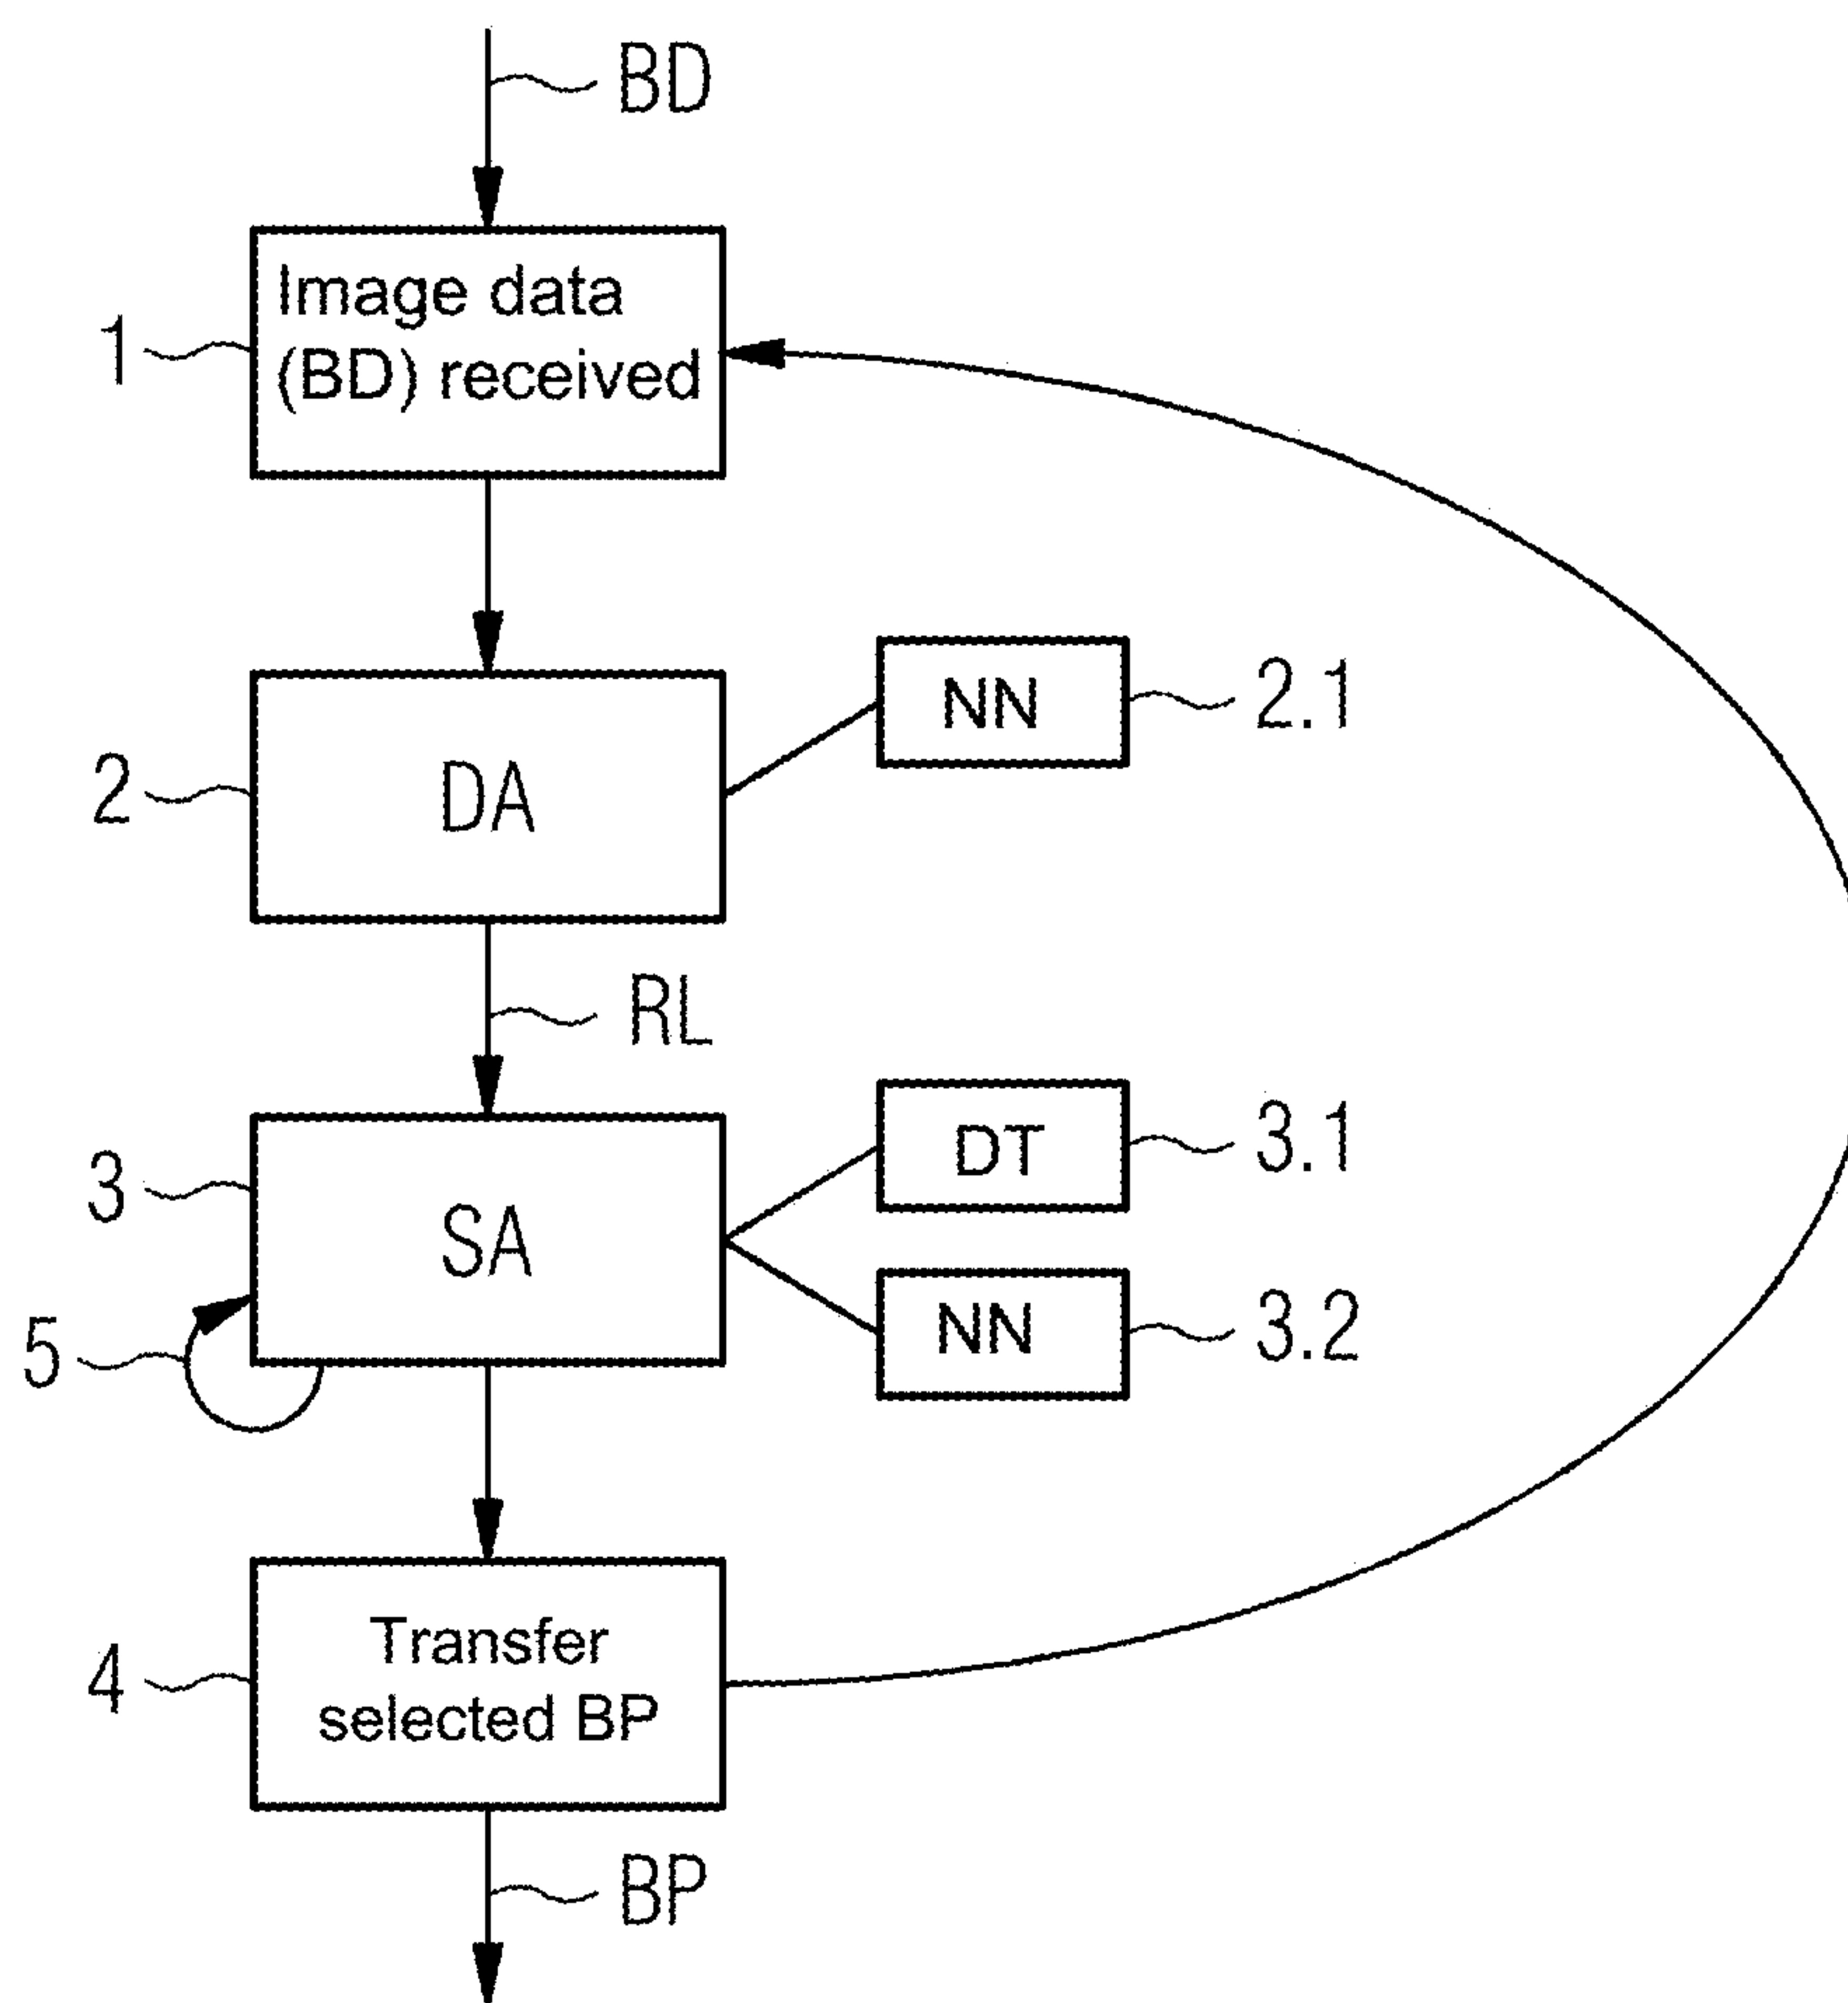 BD
Image data
(BD) received
1
NN
2.1
2
DA
RL
DT
3.1
3
SA
NN
3.2
5
Transfer
selected BP
4
BP